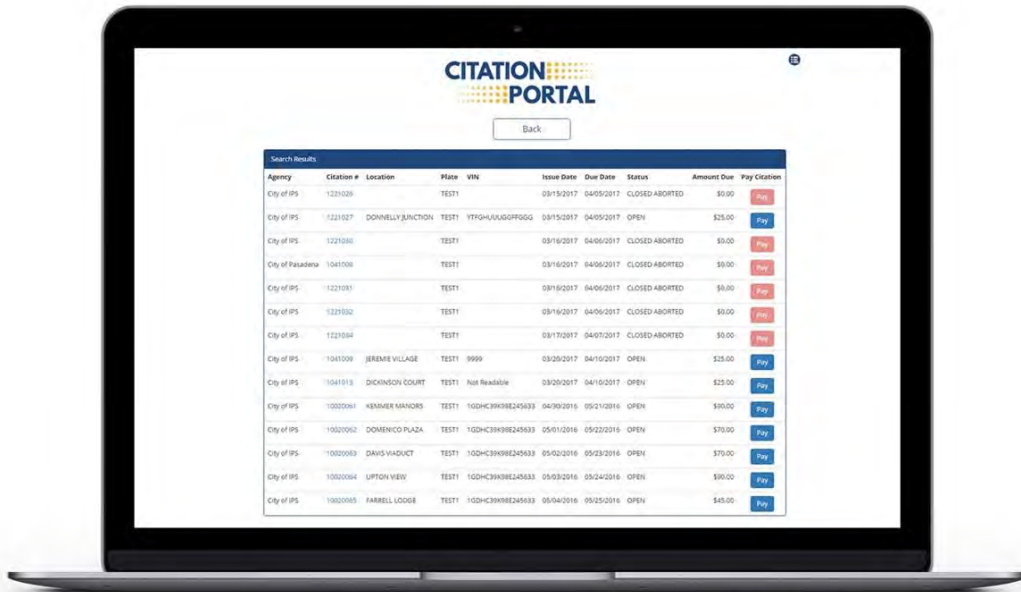 CITATION
PORTAL
Back
Search Results
Agency Citation # Location Plate VIN Issue Date Due Date Status Amount Due Pay Citation
City of IPS 1221026 TEST1 03/15/2017 04/05/2017 CLOSED ABORTED $0.00 Pay
City of IPS 1221027 DONNELLY JUNCTION TEST1 YTFGHUUUGGFFGGG 03/15/2017 04/05/2017 OPEN $25.00 Pay
City of IPS 1221030 TEST1 03/16/2017 04/06/2017 CLOSED ABORTED $0.00 Pay
City of Pasadena 1041006 TEST1 03/16/2017 04/06/2017 CLOSED ABORTED $0.00 Pay
City of IPS 1221031 TEST1 03/16/2017 04/06/2017 CLOSED ABORTED $0.00 Pay
City of IPS 1221032 TEST1 03/16/2017 04/06/2017 CLOSED ABORTED $0.00 Pay
City of IPS 1221034 TEST1 03/17/2017 04/07/2017 CLOSED ABORTED $0.00 Pay
City of IPS 1041009 JEREMIE VILLAGE TEST1 9999 03/20/2017 04/10/2017 OPEN $25.00 Pay
City of IPS 1041013 DICKINSON COURT TEST1 Not Readable 03/20/2017 04/10/2017 OPEN $25.00 Pay
City of IPS 10020061 KEMMER MANORS TEST1 1GDHC39K98E245633 04/30/2016 05/21/2016 OPEN $90.00 Pay
City of IPS 10020062 DOMENICO PLAZA TEST1 1GDHC39K98E245633 05/01/2016 05/22/2016 OPEN $70.00 Pay
City of IPS 10020063 DAVIS VIADUCT TEST1 1GDHC39K98E245633 05/02/2016 05/23/2016 OPEN $70.00 Pay
City of IPS 10020064 UPTON VIEW TEST1 1GDHC39K98E245633 05/03/2016 05/24/2016 OPEN $90.00 Pay
City of IPS 10020065 FARRELL LODGE TEST1 1GDHC39K98E245633 05/04/2016 05/25/2016 OPEN $45.00 Pay